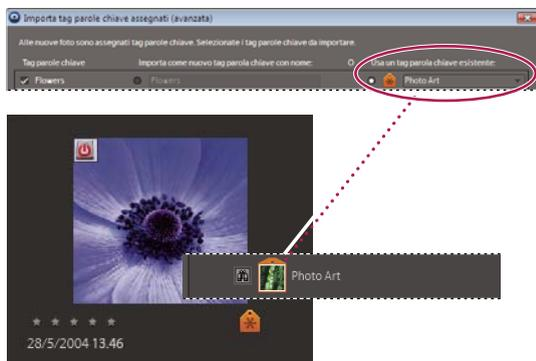 Importa tag parole chiave assegnati (avanzata)
Alle nuove foto sono assegnati tag parole chiave. Selezionate i tag parole chiave da importare.
Tag parole chiave Importa come nuovo tag parola chiave con nome: O Usa un tag parola chiave esistente:
Flowers Flowers Photo Art
Photo Art
28/5/2004 13.46